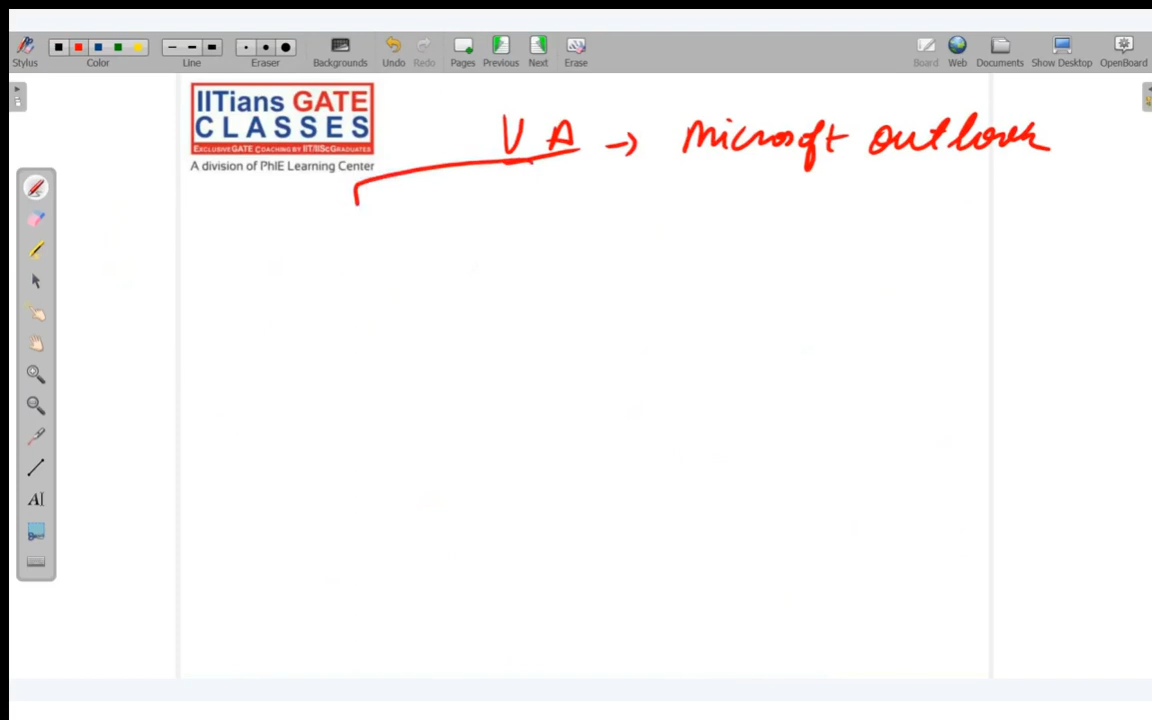 Stylus Color Line Eraser Backgrounds Undo Redo Pages Previous Next Erase Board Web Documents Show Desktop OpenBoard
IITians GATE
CLASSES
EXCLUSIVE GATE COACHING BY IIT/IISc GRADUATES
A division of PhIE Learning Center
V A → microsoft outlook
AI